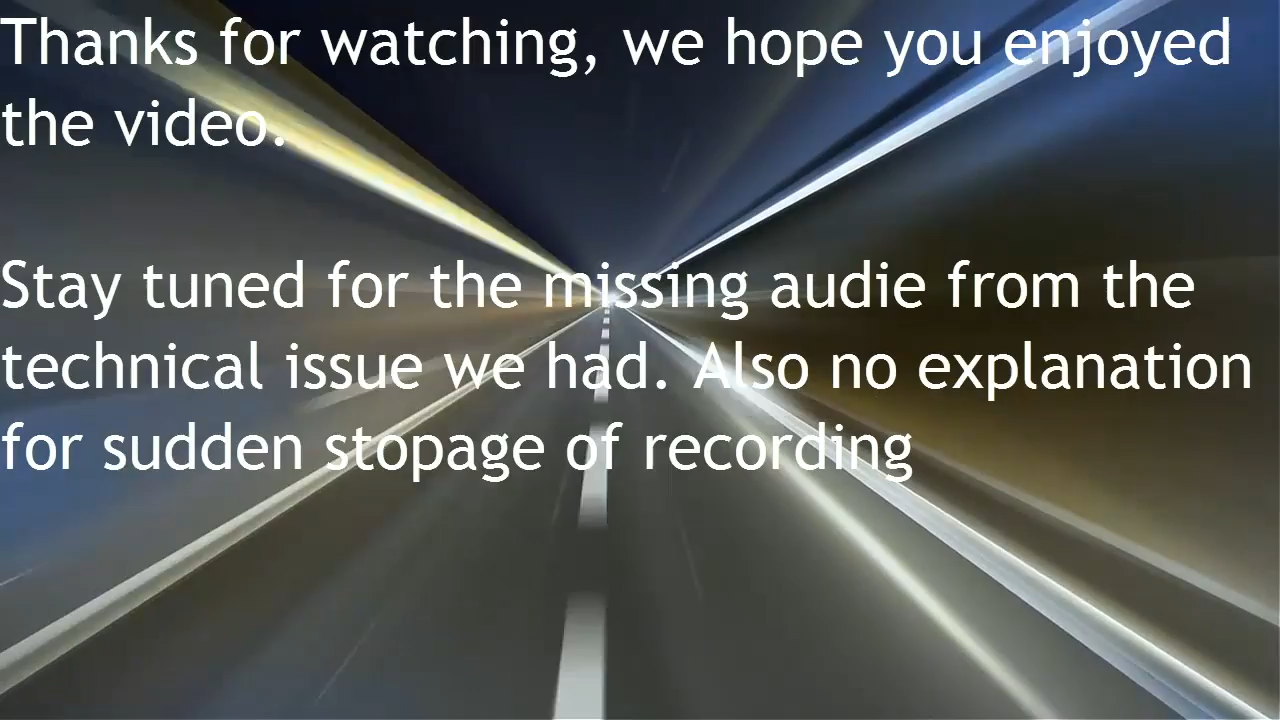 Thanks for watching, we hope you enjoyed
the video.
Stay tuned for the missing audie from the
technical issue we had. Also no explanation
for sudden stopage of recording